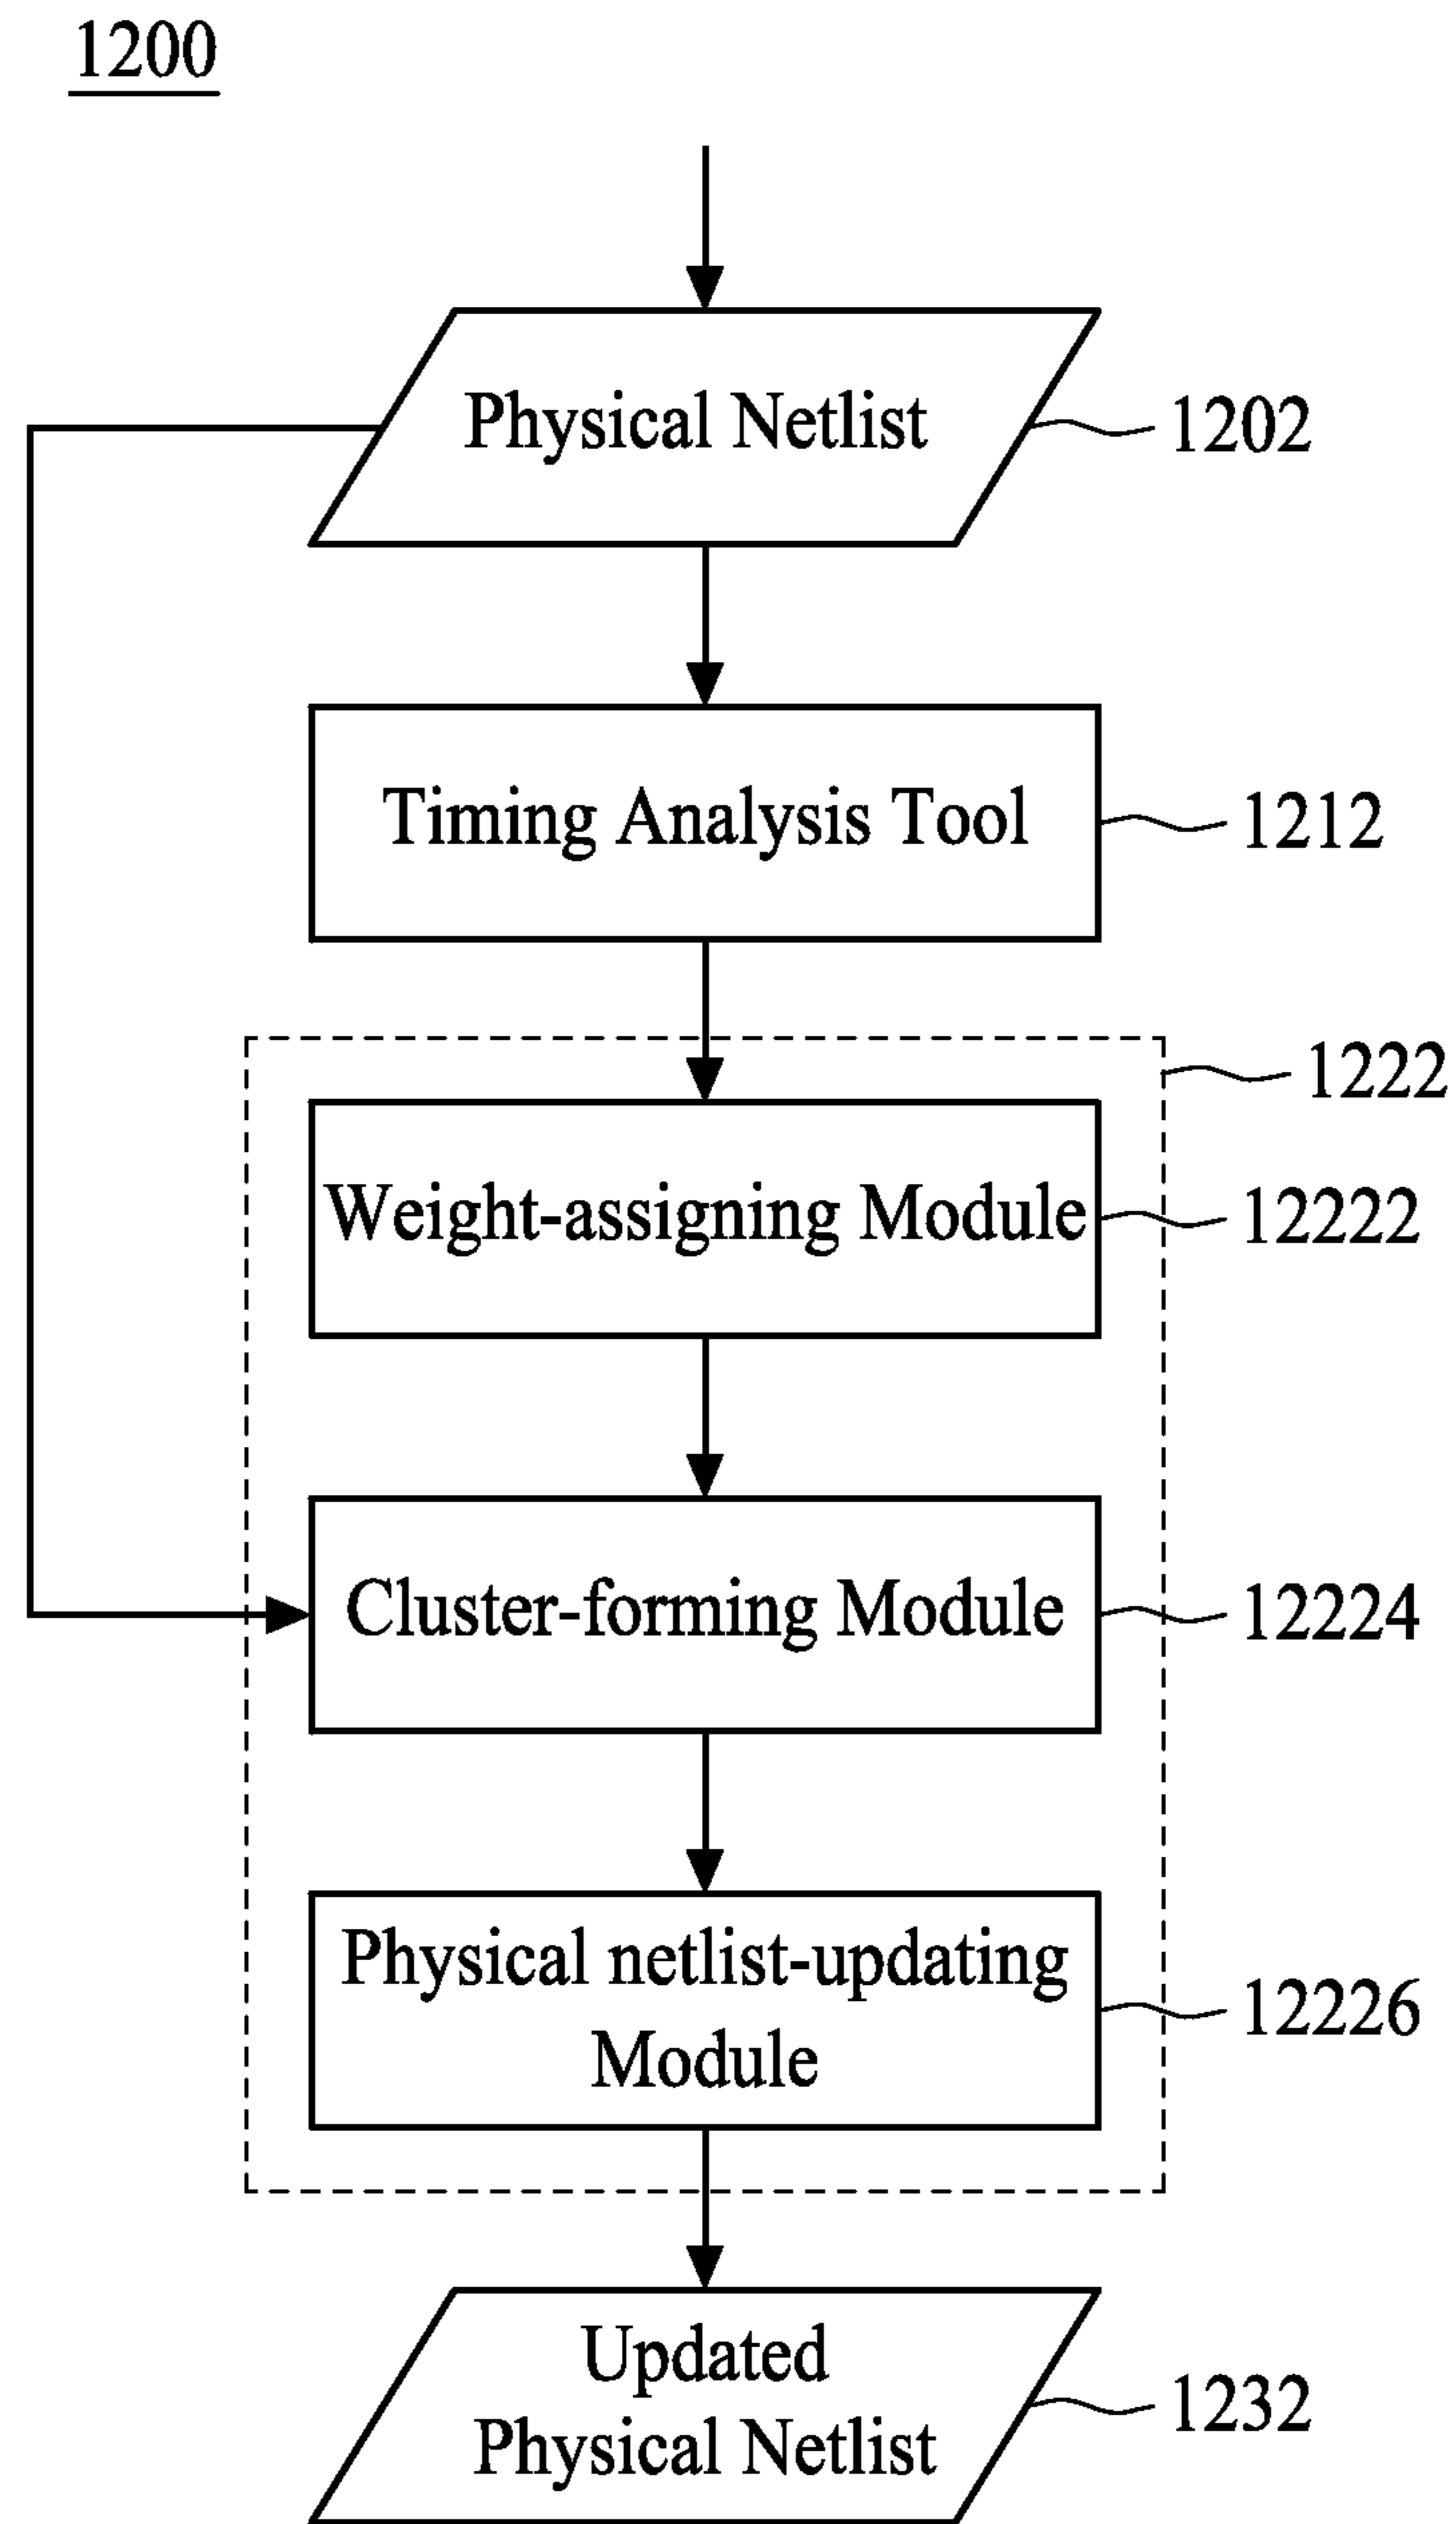 1200
Physical Netlist
1202
Timing Analysis Tool
1212
1222
Weight-assigning Module
12222
Cluster-forming Module
12224
Physical netlist-updating
Module
12226
Updated
Physical Netlist
1232